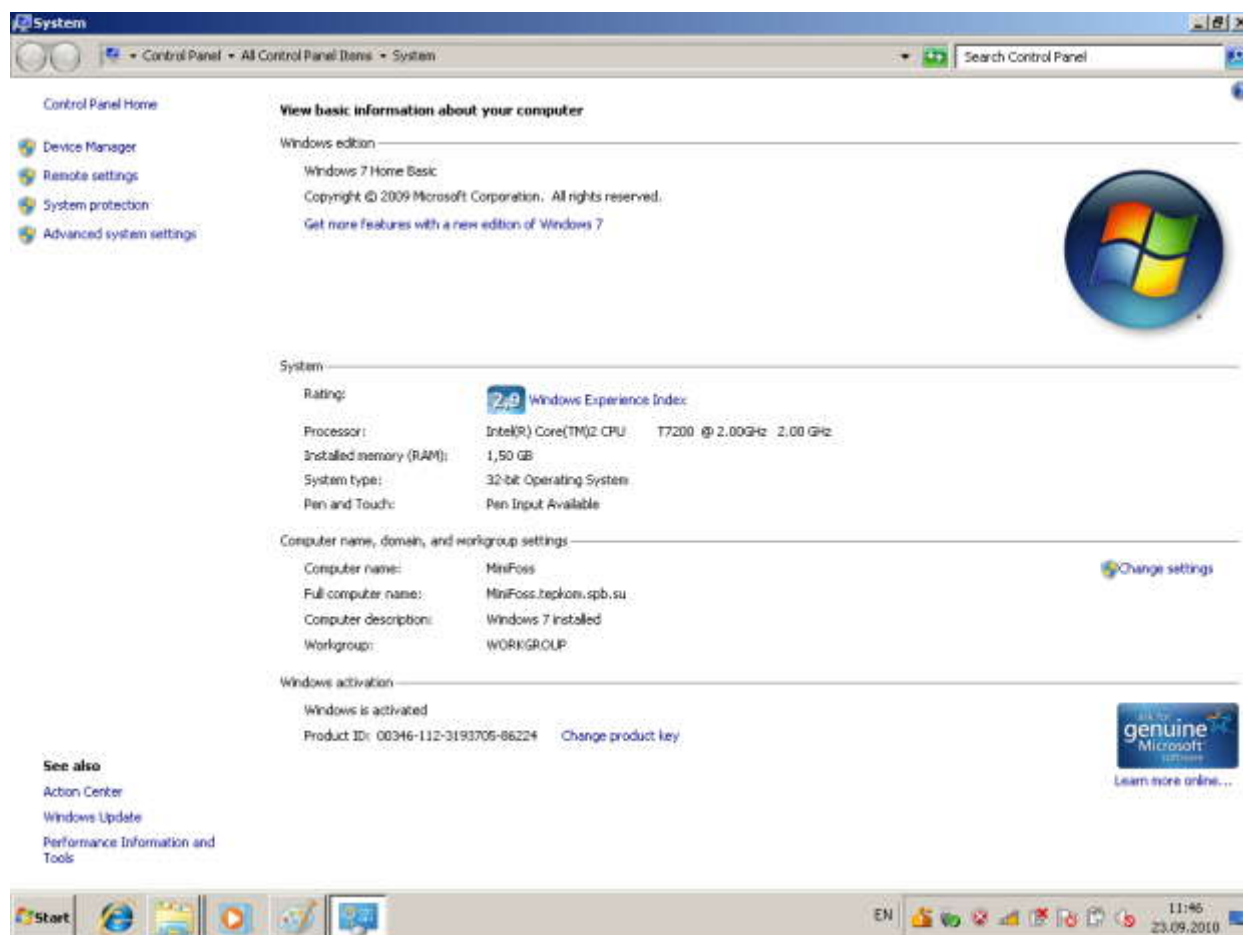 System
Control Panel • All Control Panel Items • System
Search Control Panel
Control Panel Home
Device Manager
Remote settings
System protection
Advanced system settings
View basic information about your computer
Windows edition
Windows 7 Home Basic
Copyright © 2009 Microsoft Corporation. All rights reserved.
Get more features with a new edition of Windows 7
System
Rating:
2,9 Windows Experience Index
Processor: Intel(R) Core(TM)2 CPU T7200 @ 2.00GHz 2.00 GHz
Installed memory (RAM): 1,50 GB
System type: 32-bit Operating System
Pen and Touch: Pen Input Available
Computer name, domain, and workgroup settings
Computer name: MiniFoss
Change settings
Full computer name: MiniFoss.tepkom.spb.su
Computer description: Windows 7 installed
Workgroup: WORKGROUP
Windows activation
Windows is activated
Product ID: 00346-112-3193705-86224 Change product key
ask for
genuine
Microsoft
software
Learn more online...
See also
Action Center
Windows Update
Performance Information and
Tools
Start
EN
11:46
23.09.2010